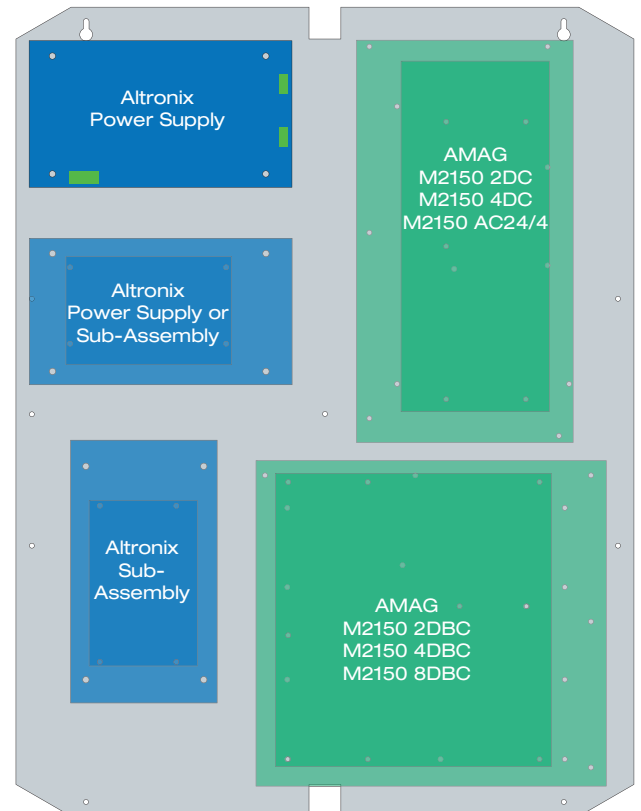 Altronix
Power Supply
AMAG
M2150 2DC
M2150 4DC
M2150 AC24/4
Altronix
Power Supply or
Sub-Assembly
Altronix
Sub-
Assembly
AMAG
M2150 2DBC
M2150 4DBC
M2150 8DBC